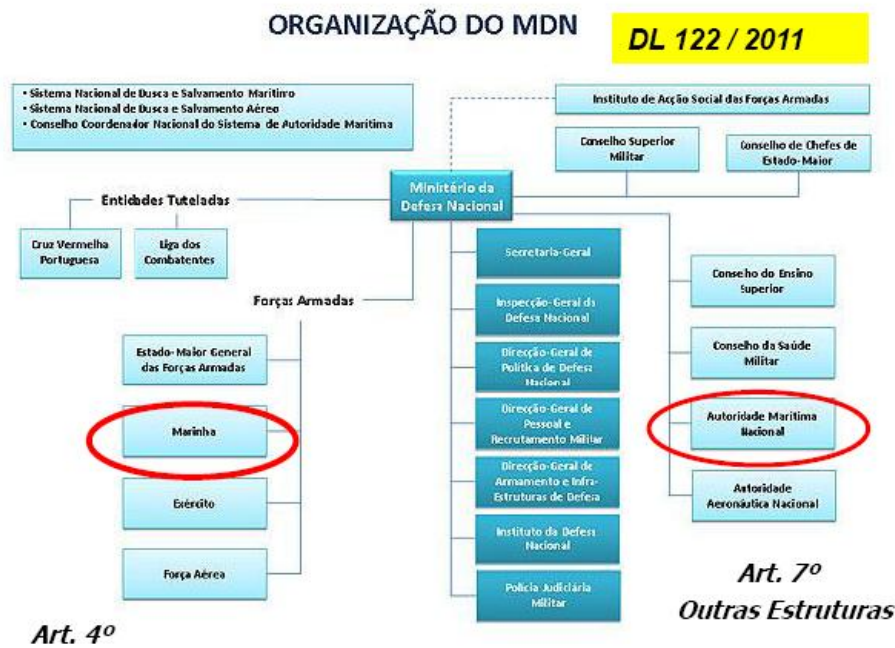 ORGANIZAÇÃO DO MDN
DL 122 / 2011
• Sistema Nacional de Busca e Salvamento Marítimo
• Sistema Nacional de Busca e Salvamento Aéreo
• Conselho Coordenador Nacional do Sistema de Autoridade Marítima
Instituto de Acção Social das Forças Armadas
Conselho Superior
Militar
Conselho de Chefes de
Estado-Maior
Ministério da
Defesa Nacional
Entidades Tuteladas
Cruz Vermelha
Portuguesa
Liga dos
Combatentes
Forças Armadas
Estado-Maior General
das Forças Armadas
Marinha
Exército
Força Aérea
Secretaria-Geral
Inspecção-Geral da
Defesa Nacional
Direcção-Geral de
Política de Defesa
Nacional
Direcção-Geral de
Pessoal e
Recrutamento Militar
Direcção-Geral de
Armamento e Infra-
Estruturas de Defesa
Instituto da Defesa
Nacional
Polícia Judiciária
Militar
Conselho do Ensino
Superior
Conselho da Saúde
Militar
Autoridade Marítima
Nacional
Autoridade
Aeronáutica Nacional
Art. 4º
Art. 7º
Outras Estruturas